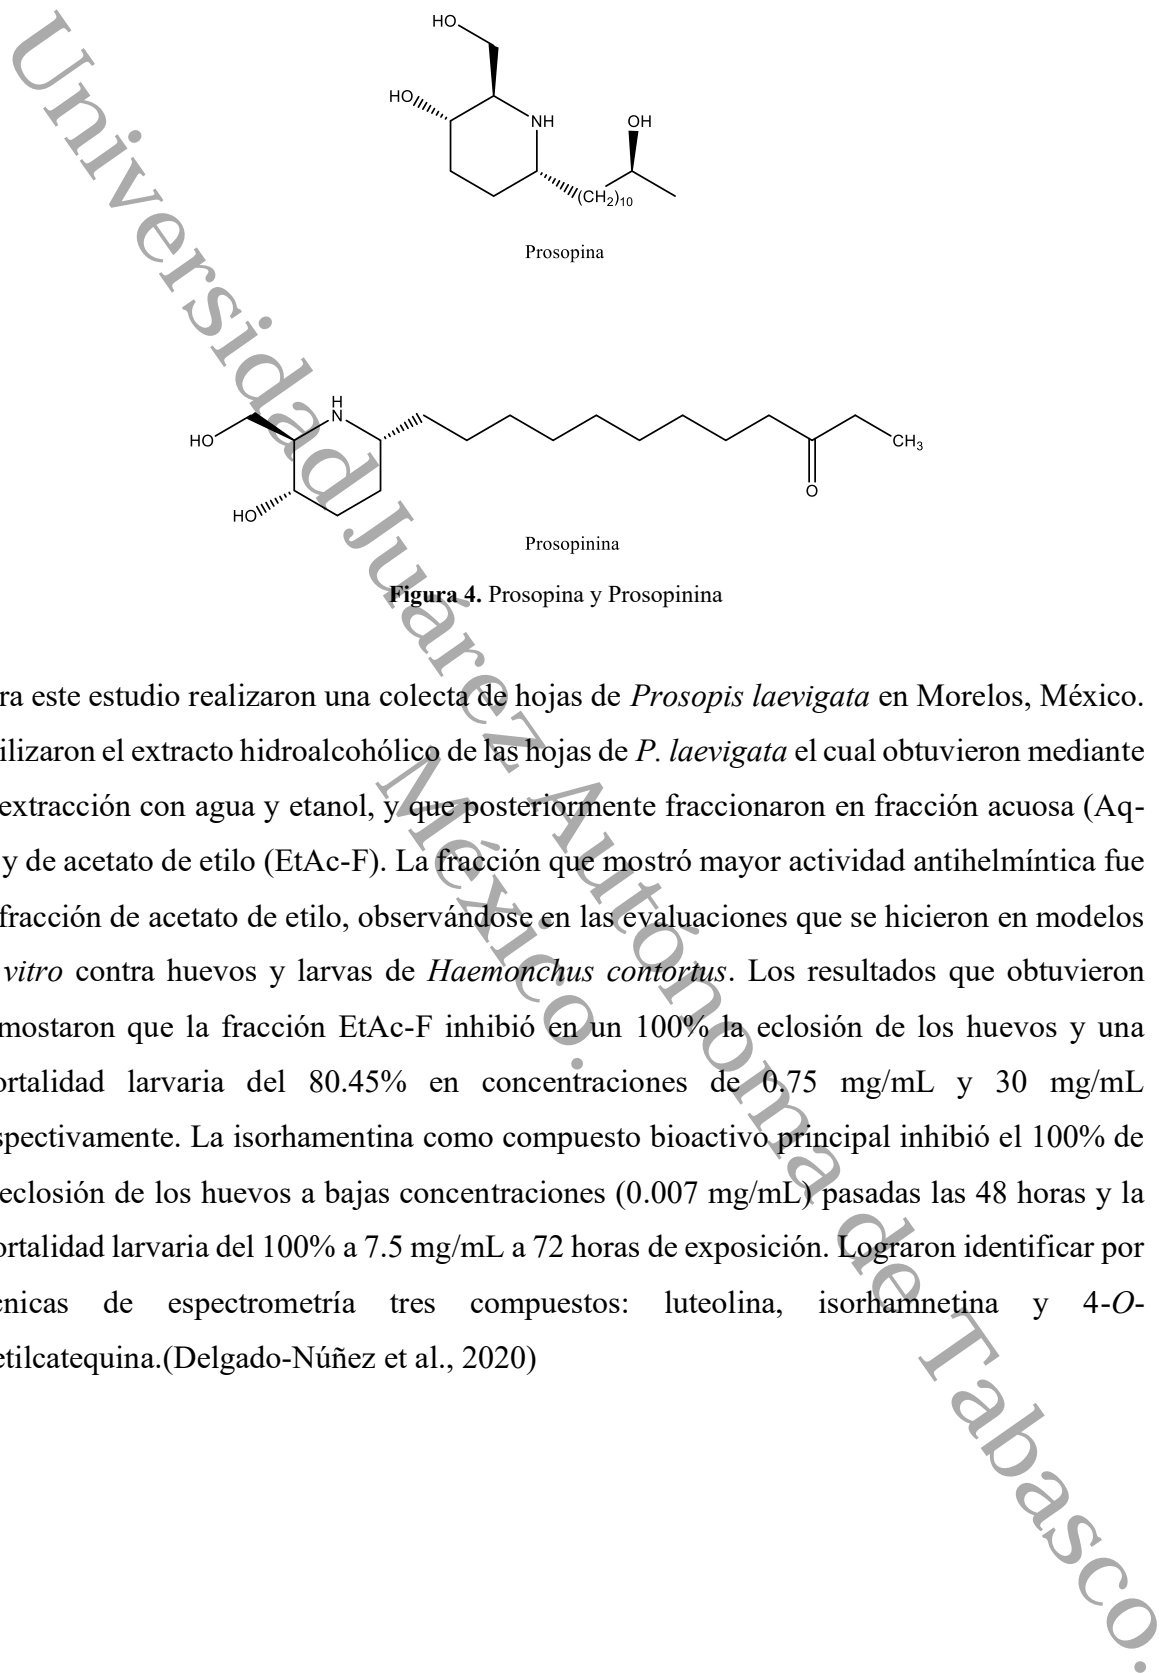 HO
HO
NH
OH
(CH2)10
Prosopina
H
N
HO
CH3
HO
O
Prosopinina
Figura 4. Prosopina y Prosopinina
ra este estudio realizaron una colecta de hojas de Prosopis laevigata en Morelos, México.
ilizaron el extracto hidroalcohólico de las hojas de P. laevigata el cual obtuvieron mediante
extracción con agua y etanol, y que posteriormente fraccionaron en fracción acuosa (Aq-
y de acetato de etilo (EtAc-F). La fracción que mostró mayor actividad antihelmíntica fue
fracción de acetato de etilo, observándose en las evaluaciones que se hicieron en modelos
vitro contra huevos y larvas de Haemonchus contortus. Los resultados que obtuvieron
mostaron que la fracción EtAc-F inhibió en un 100% la eclosión de los huevos y una
ortalidad larvaria del 80.45% en concentraciones de 0.75 mg/mL y 30 mg/mL
spectivamente. La isorhamentina como compuesto bioactivo principal inhibió el 100% de
eclosión de los huevos a bajas concentraciones (0.007 mg/mL) pasadas las 48 horas y la
ortalidad larvaria del 100% a 7.5 mg/mL a 72 horas de exposición. Lograron identificar por
cnicas de espectrometría tres compuestos: luteolina, isorhamnetina y 4-O-
etilcatequina.(Delgado-Núñez et al., 2020)
Universidad Juárez Autónoma de Tabasco.
México.